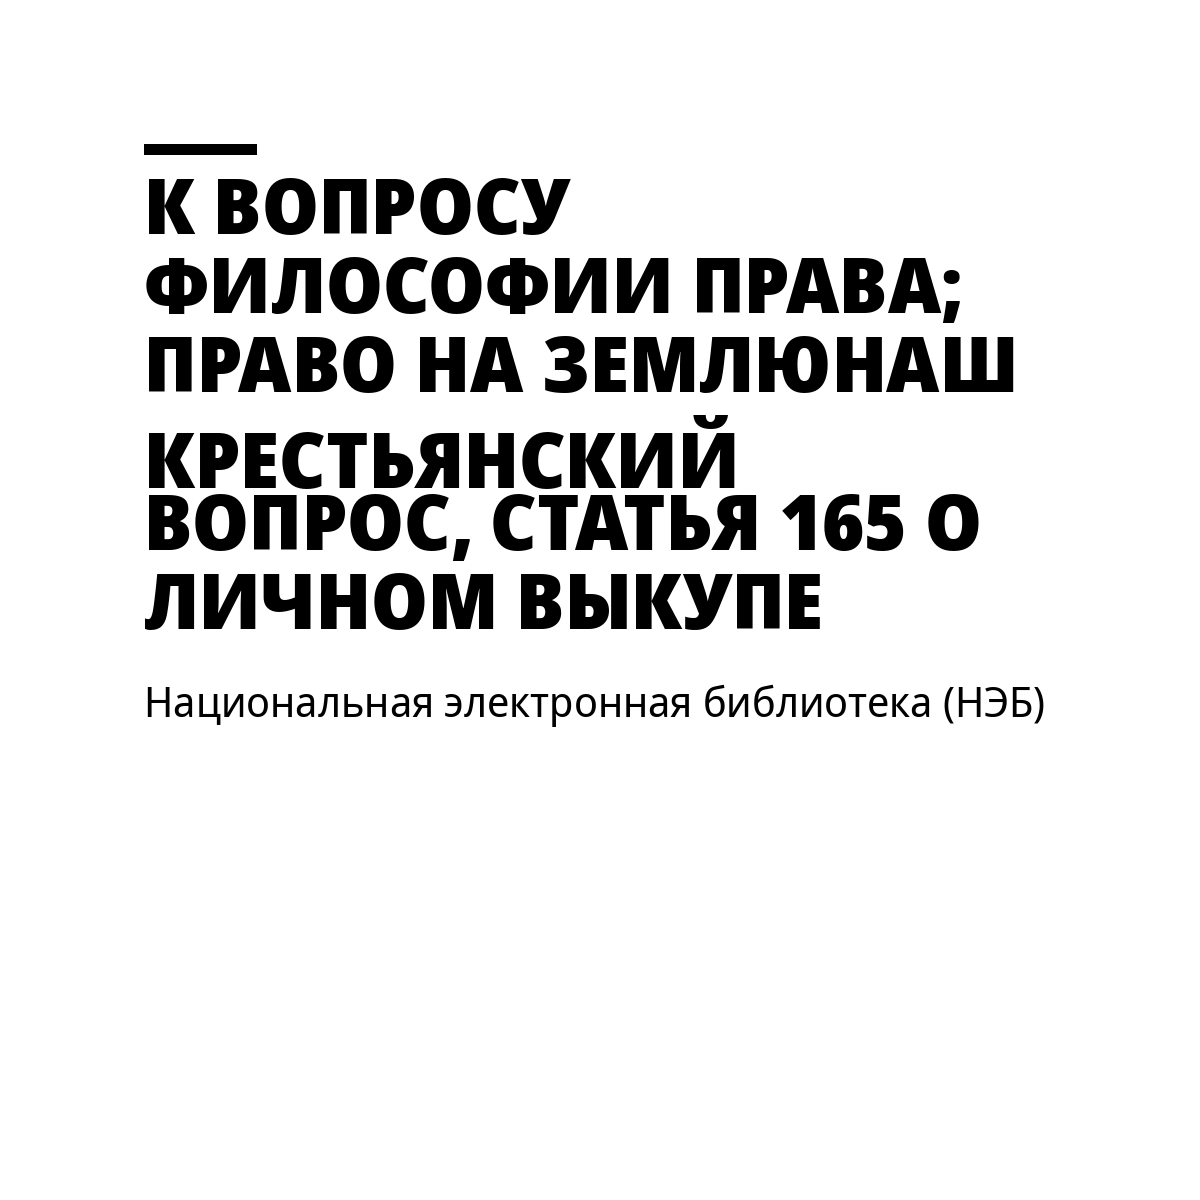 К ВОПРОСУ
ФИЛОСОФИИ ПРАВА;
ПРАВО НА ЗЕМЛЮНАШ
КРЕСТЬЯНСКИЙ
ВОПРОС, СТАТЬЯ 165 О
ЛИЧНОМ ВЫКУПЕ
Национальная электронная библиотека (НЭБ)